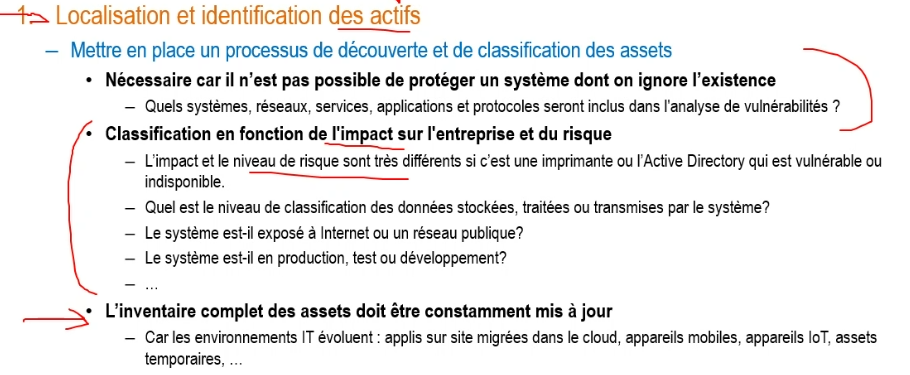 1. Localisation et identification des actifs
– Mettre en place un processus de découverte et de classification des assets
• Nécessaire car il n'est pas possible de protéger un système dont on ignore l'existence
– Quels systèmes, réseaux, services, applications et protocoles seront inclus dans l'analyse de vulnérabilités ?
• Classification en fonction de l'impact sur l'entreprise et du risque
– L'impact et le niveau de risque sont très différents si c'est une imprimante ou l'Active Directory qui est vulnérable ou
indisponible.
– Quel est le niveau de classification des données stockées, traitées ou transmises par le système?
– Le système est-il exposé à Internet ou un réseau publique?
– Le système est-il en production, test ou développement?
– ...
• L'inventaire complet des assets doit être constamment mis à jour
– Car les environnements IT évoluent : applis sur site migrées dans le cloud, appareils mobiles, appareils IoT, assets
temporaires, ...